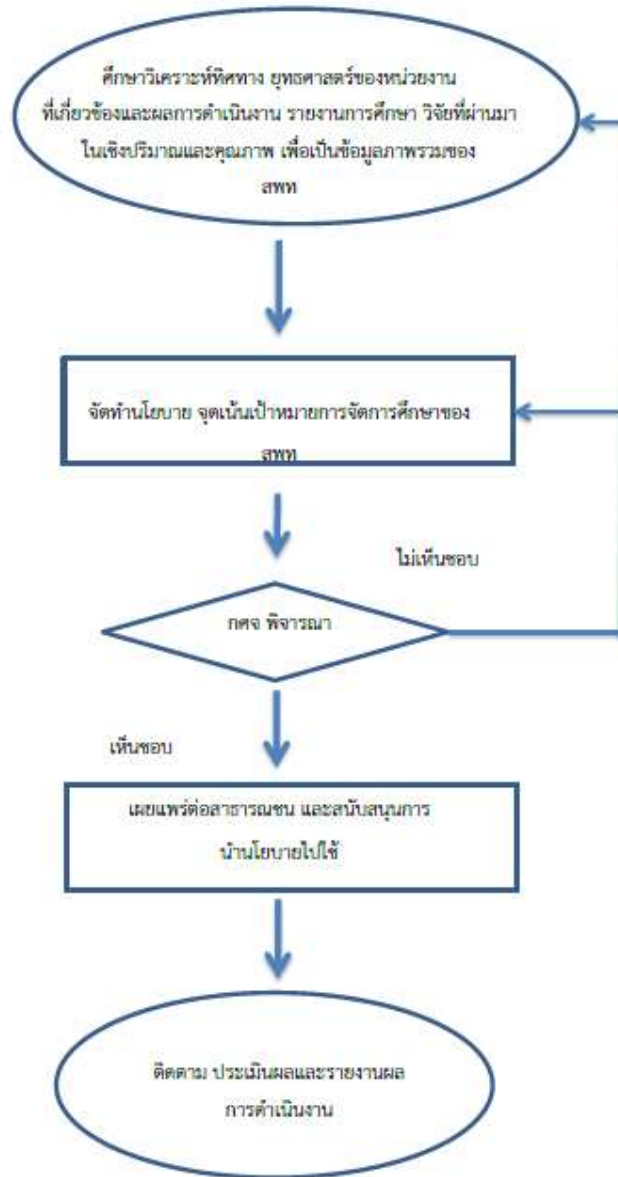 ศึกษาวิเคราะห์ทิศทาง ยุทธศาสตร์ของหน่วยงาน
ที่เกี่ยวข้องและผลการดำเนินงาน รายงานการศึกษา วิจัยที่ผ่านมา
ในเชิงปริมาณและคุณภาพ เพื่อเป็นข้อมูลภาพรวมของ
สพท
จัดทำนโยบาย จุดเน้นเป้าหมายการจัดการศึกษาของ
สพท
ไม่เห็นชอบ
กศจ พิจารณา
เห็นชอบ
เผยแพร่ต่อสาธารณชน และสนับสนุนการ
นำนโยบายไปใช้
ติดตาม ประเมินผลและรายงานผล
การดำเนินงาน